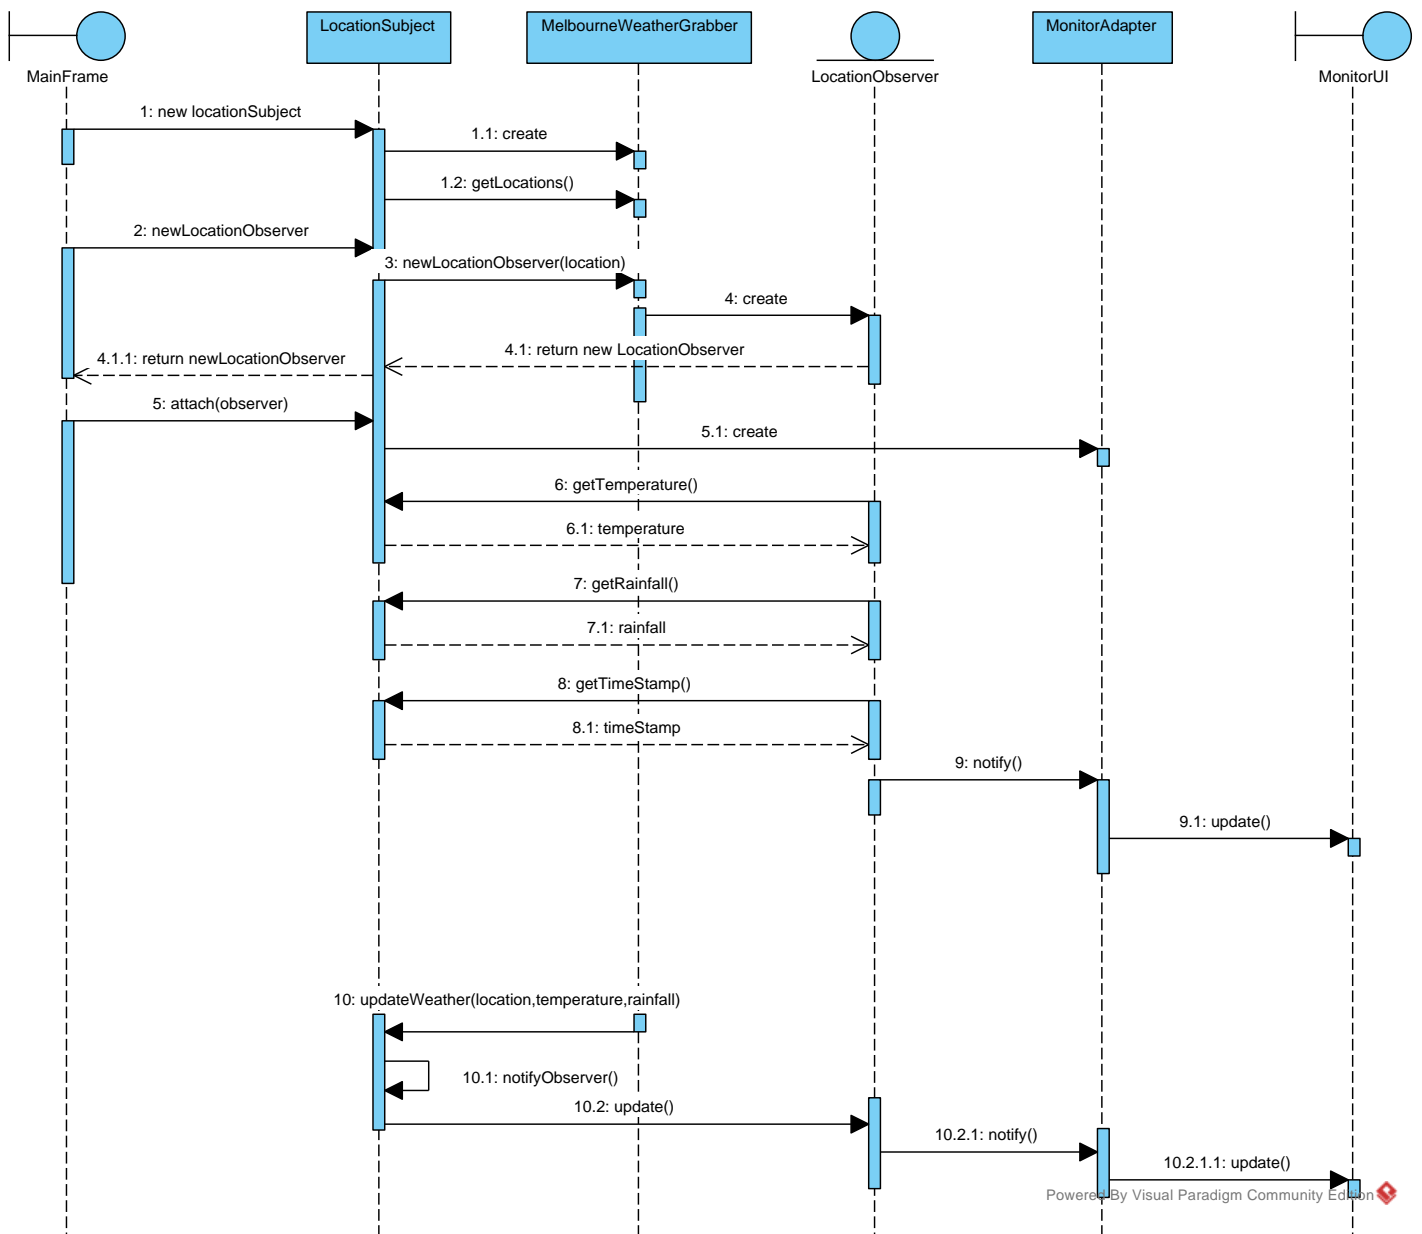 LocationSubject
MelbourneWeatherGrabber
MonitorAdapter
MainFrame
LocationObserver
MonitorUI
1: new locationSubject
1.1: create
1.2: getLocations()
2: newLocationObserver
3: newLocationObserver(location)
4: create
4.1: return new LocationObserver
4.1.1: return newLocationObserver
5: attach(observer)
5.1: create
6: getTemperature()
6.1: temperature
7: getRainfall()
7.1: rainfall
8: getTimeStamp()
8.1: timeStamp
9: notify()
9.1: update()
10: updateWeather(location,temperature,rainfall)
10.1: notifyObserver()
10.2: update()
10.2.1: notify()
10.2.1.1: update()
Powered By Visual Paradigm Community Edition